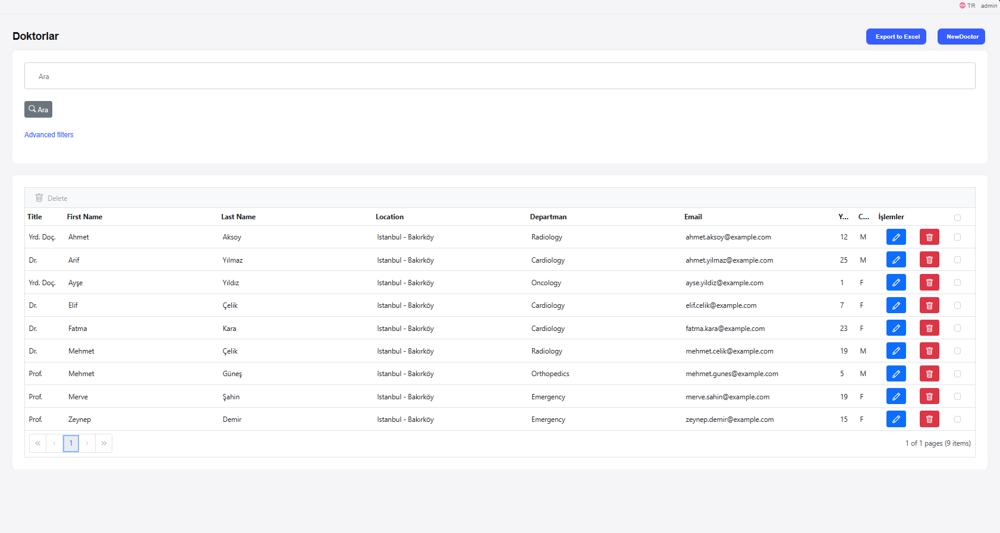 TR admin
Doktorlar
Export to Excel
NewDoctor
Ara
Ara
Advanced filters
Delete
Title First Name Last Name Location Departman Email Y... C... İşlemler
Yrd. Doç. Ahmet Aksoy Istanbul - Bakırköy Radiology ahmet.aksoy@example.com 12 M
Dr. Arif Yılmaz Istanbul - Bakırköy Cardiology ahmet.yilmaz@example.com 25 M
Yrd. Doç. Ayşe Yıldız Istanbul - Bakırköy Oncology ayse.yildiz@example.com 1 F
Dr. Elif Çelik Istanbul - Bakırköy Cardiology elif.celik@example.com 7 F
Dr. Fatma Kara Istanbul - Bakırköy Cardiology fatma.kara@example.com 23 F
Dr. Mehmet Çelik Istanbul - Bakırköy Radiology mehmet.celik@example.com 19 M
Prof. Mehmet Güneş Istanbul - Bakırköy Orthopedics mehmet.gunes@example.com 5 M
Prof. Merve Şahin Istanbul - Bakırköy Emergency merve.sahin@example.com 19 F
Prof. Zeynep Demir Istanbul - Bakırköy Emergency zeynep.demir@example.com 15 F
« ‹ 1 › » 1 of 1 pages (9 items)